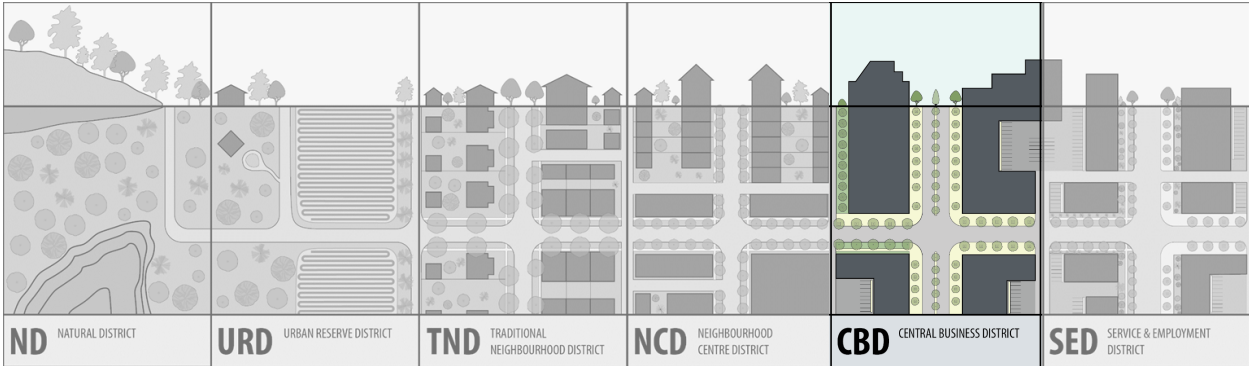 ND NATURAL DISTRICT
URD URBAN RESERVE DISTRICT
TND TRADITIONAL
NEIGHBOURHOOD DISTRICT
NCD NEIGHBOURHOOD
CENTRE DISTRICT
CBD CENTRAL BUSINESS DISTRICT
SED SERVICE & EMPLOYMENT
DISTRICT